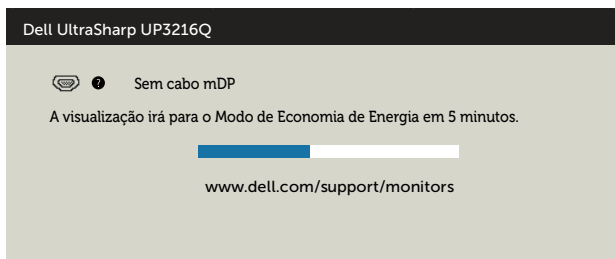 Dell UltraSharp UP3216Q
? Sem cabo mDP
A visualização irá para o Modo de Economia de Energia em 5 minutos.
www.dell.com/support/monitors